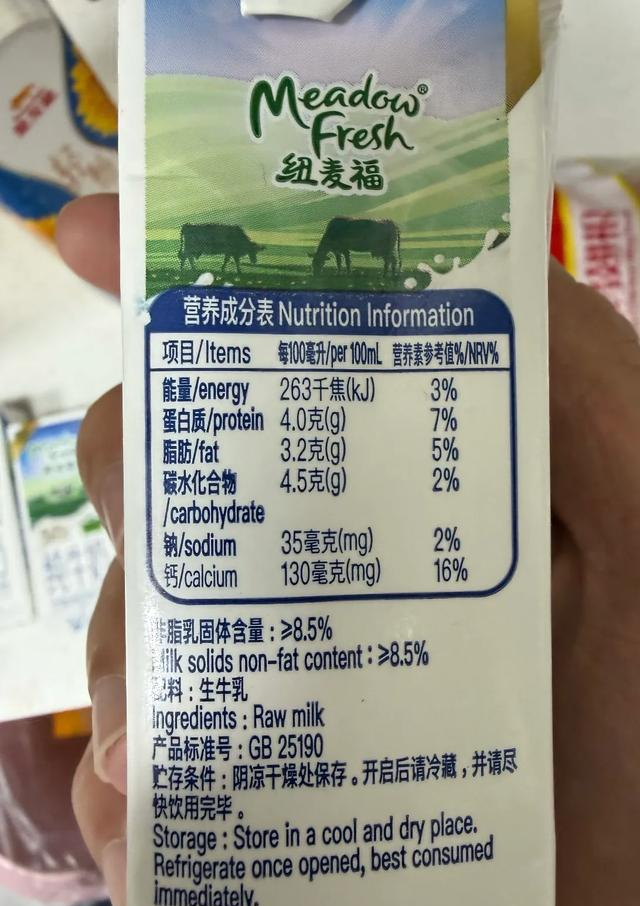 Meadow®
Fresh
纽麦福
营养成分表 Nutrition Information
项目/Items 每100毫升/per 100mL 营养素参考值%/NRV%
能量/energy 263千焦(kJ) 3%
蛋白质/protein 4.0克(g) 7%
脂肪/fat 3.2克(g) 5%
碳水化合物 4.5克(g) 2%
/carbohydrate
钠/sodium 35毫克(mg) 2%
钙/calcium 130毫克(mg) 16%
非脂乳固体含量：≥8.5%
Milk solids non-fat content：≥8.5%
配料：生牛乳
Ingredients：Raw milk
产品标准号：GB 25190
贮存条件：阴凉干燥处保存。开启后请冷藏，并请尽
快饮用完毕。
Storage：Store in a cool and dry place.
Refrigerate once opened, best consumed
immediately.
Meadow